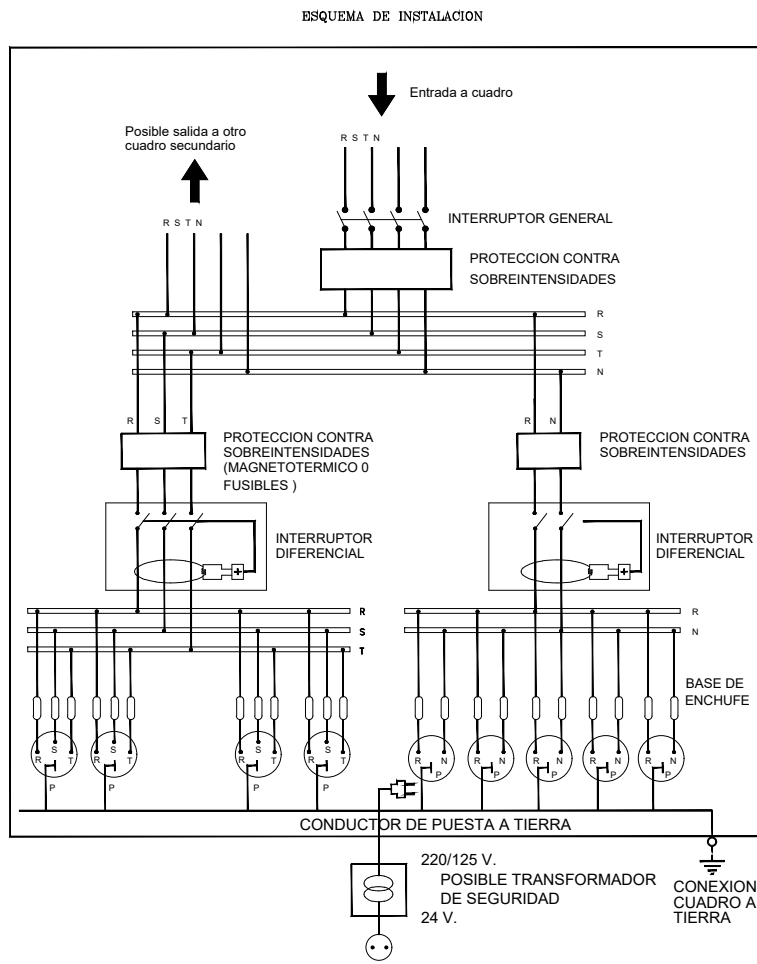 ESQUEMA DE INSTALACION
Entrada a cuadro
Posible salida a otro
cuadro secundario
R S T N
R S T N
INTERRUPTOR GENERAL
PROTECCION CONTRA
SOBREINTENSIDADES
R
S
T
N
R S T
PROTECCION CONTRA
SOBREINTENSIDADES
(MAGNETOTERMICO 0
FUSIBLES )
R N
PROTECCION CONTRA
SOBREINTENSIDADES
INTERRUPTOR
DIFERENCIAL
INTERRUPTOR
DIFERENCIAL
R
S
T
R
N
BASE DE
ENCHUFE
R S T
R S T
R S T
R S T
R N
R N
R N
R N
R N
P P P P
P P P P P
CONDUCTOR DE PUESTA A TIERRA
220/125 V.
POSIBLE TRANSFORMADOR
DE SEGURIDAD
24 V.
CONEXION
CUADRO A
TIERRA